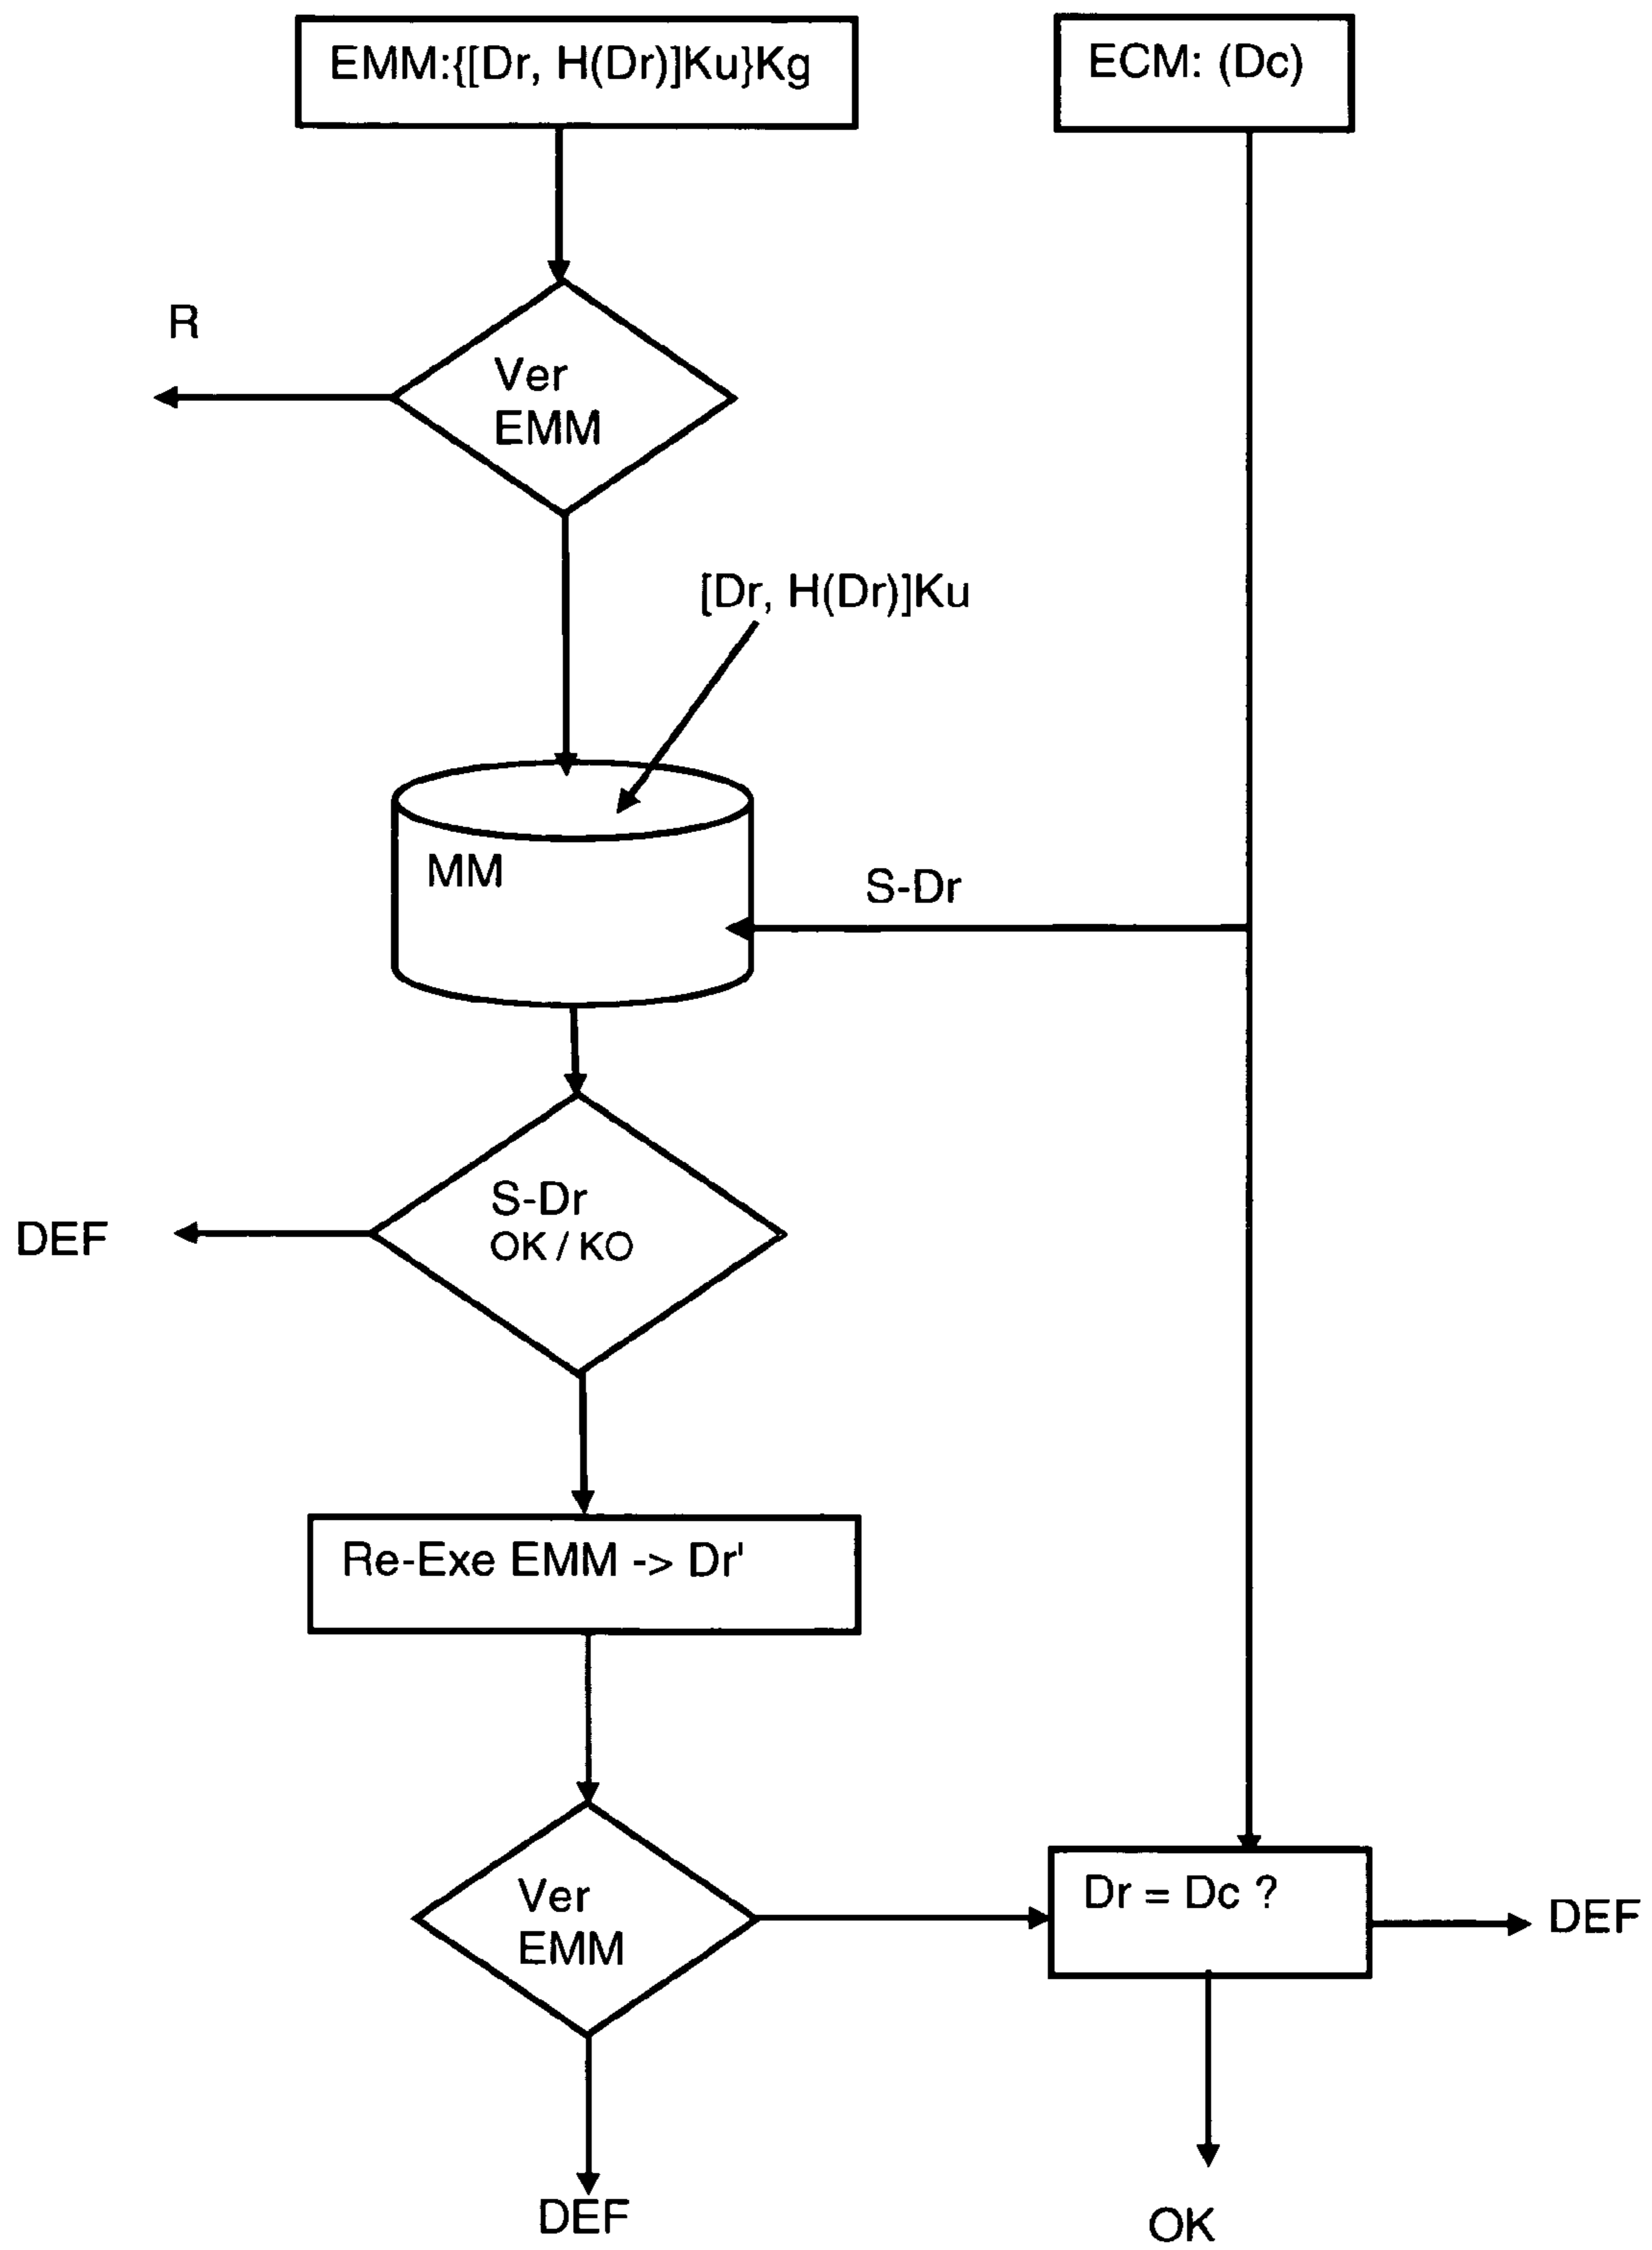 EMM:{[Dr, H(Dr)]Ku}Kg
ECM: (Dc)
R
Ver
EMM
[Dr, H(Dr)]Ku
MM
S-Dr
S-Dr
OK / KO
DEF
Re-Exe EMM -> Dr'
Ver
EMM
Dr = Dc ?
DEF
DEF
OK